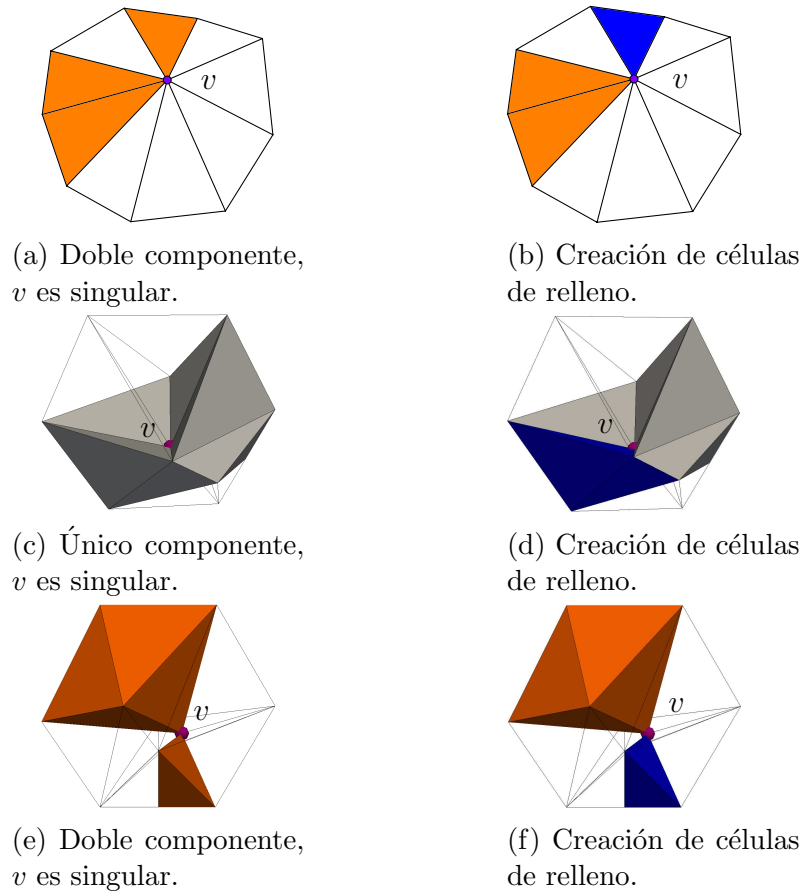 v
v
(a) Doble componente,
v es singular.
(b) Creación de células
de relleno.
v
v
(c) Único componente,
v es singular.
(d) Creación de células
de relleno.
v
v
(e) Doble componente,
v es singular.
(f) Creación de células
de relleno.